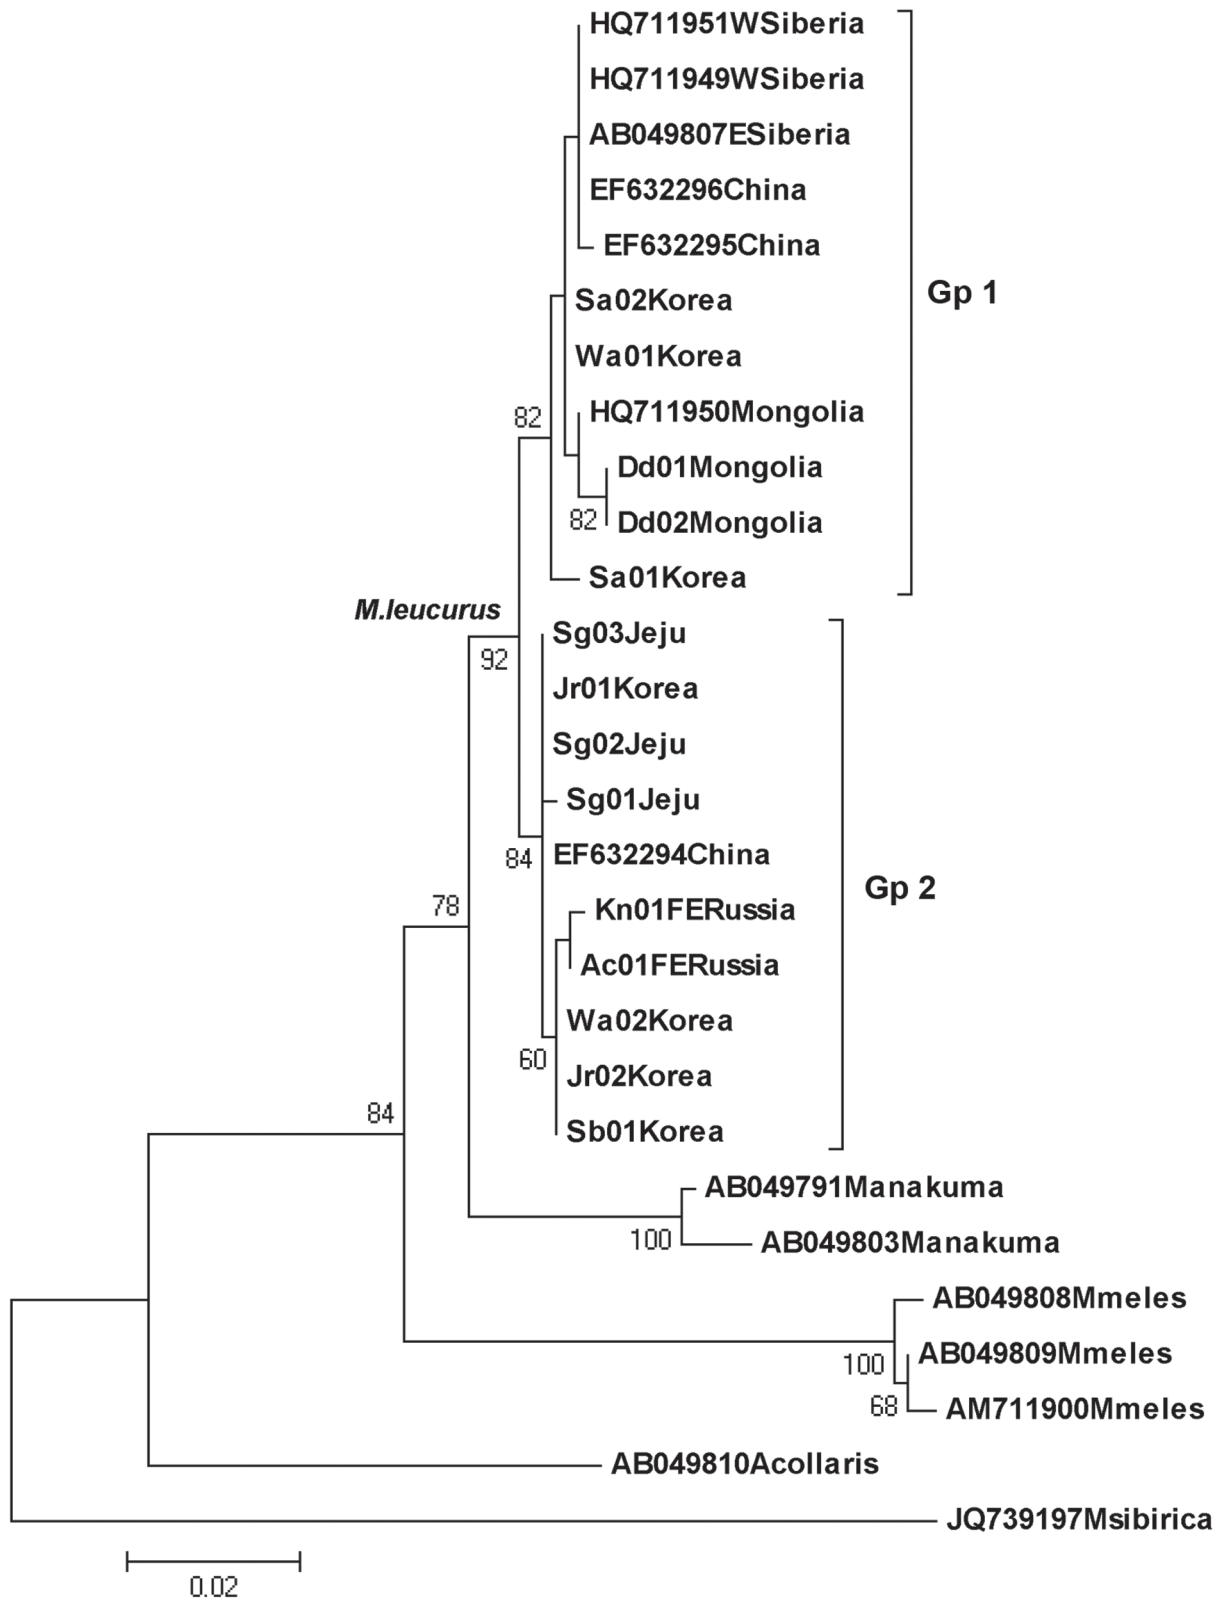 HQ711951WSiberia
HQ711949WSiberia
AB049807ESiberia
EF632296China
EF632295China
Gp 1
Sa02Korea
Wa01Korea
82
HQ711950Mongolia
Dd01Mongolia
82
Dd02Mongolia
Sa01Korea
M.leucurus
92
Sg03Jeju
Jr01Korea
Sg02Jeju
Sg01Jeju
84
EF632294China
Gp 2
78
Kn01FERussia
Ac01FERussia
Wa02Korea
60
Jr02Korea
84
Sb01Korea
AB049791Manakuma
100
AB049803Manakuma
AB049808Mmeles
100
AB049809Mmeles
68
AM711900Mmeles
AB049810Acollaris
JQ739197Msibirica
0.02